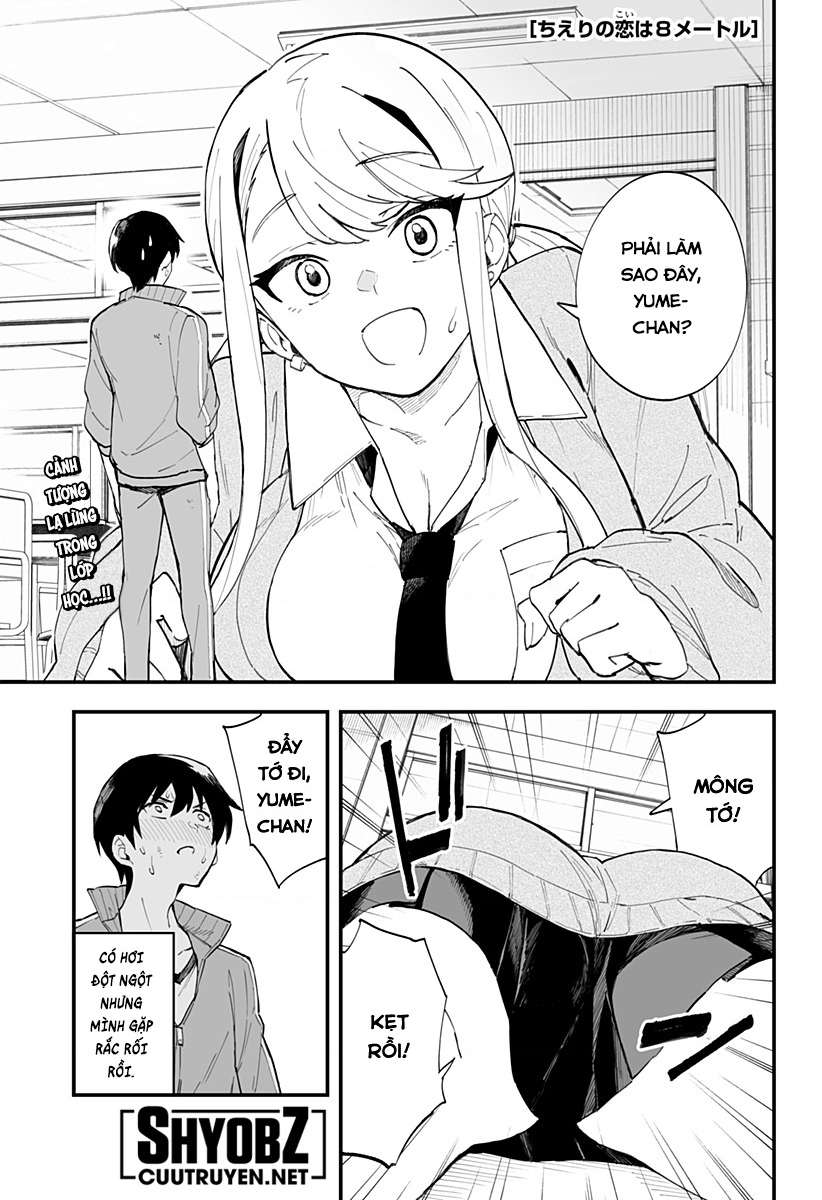 [ちえりの恋は8メートル]
こい
PHẢI LÀM
SAO ĐÂY,
YUME-
CHAN?
CẢNH
TƯỢNG
LẠ LÙNG
TRONG
LỚP
HỌC...!!
MÔNG
TỚ!
KẸT
RỒI!
ĐẨY
TỚ ĐI,
YUME-
CHAN!
CÓ HƠI
ĐỘT NGỘT
NHƯNG
MÌNH GẶP
RẮC RỐI
RỒI.
[SHYOBZ]
CUUTRUYEN.NET